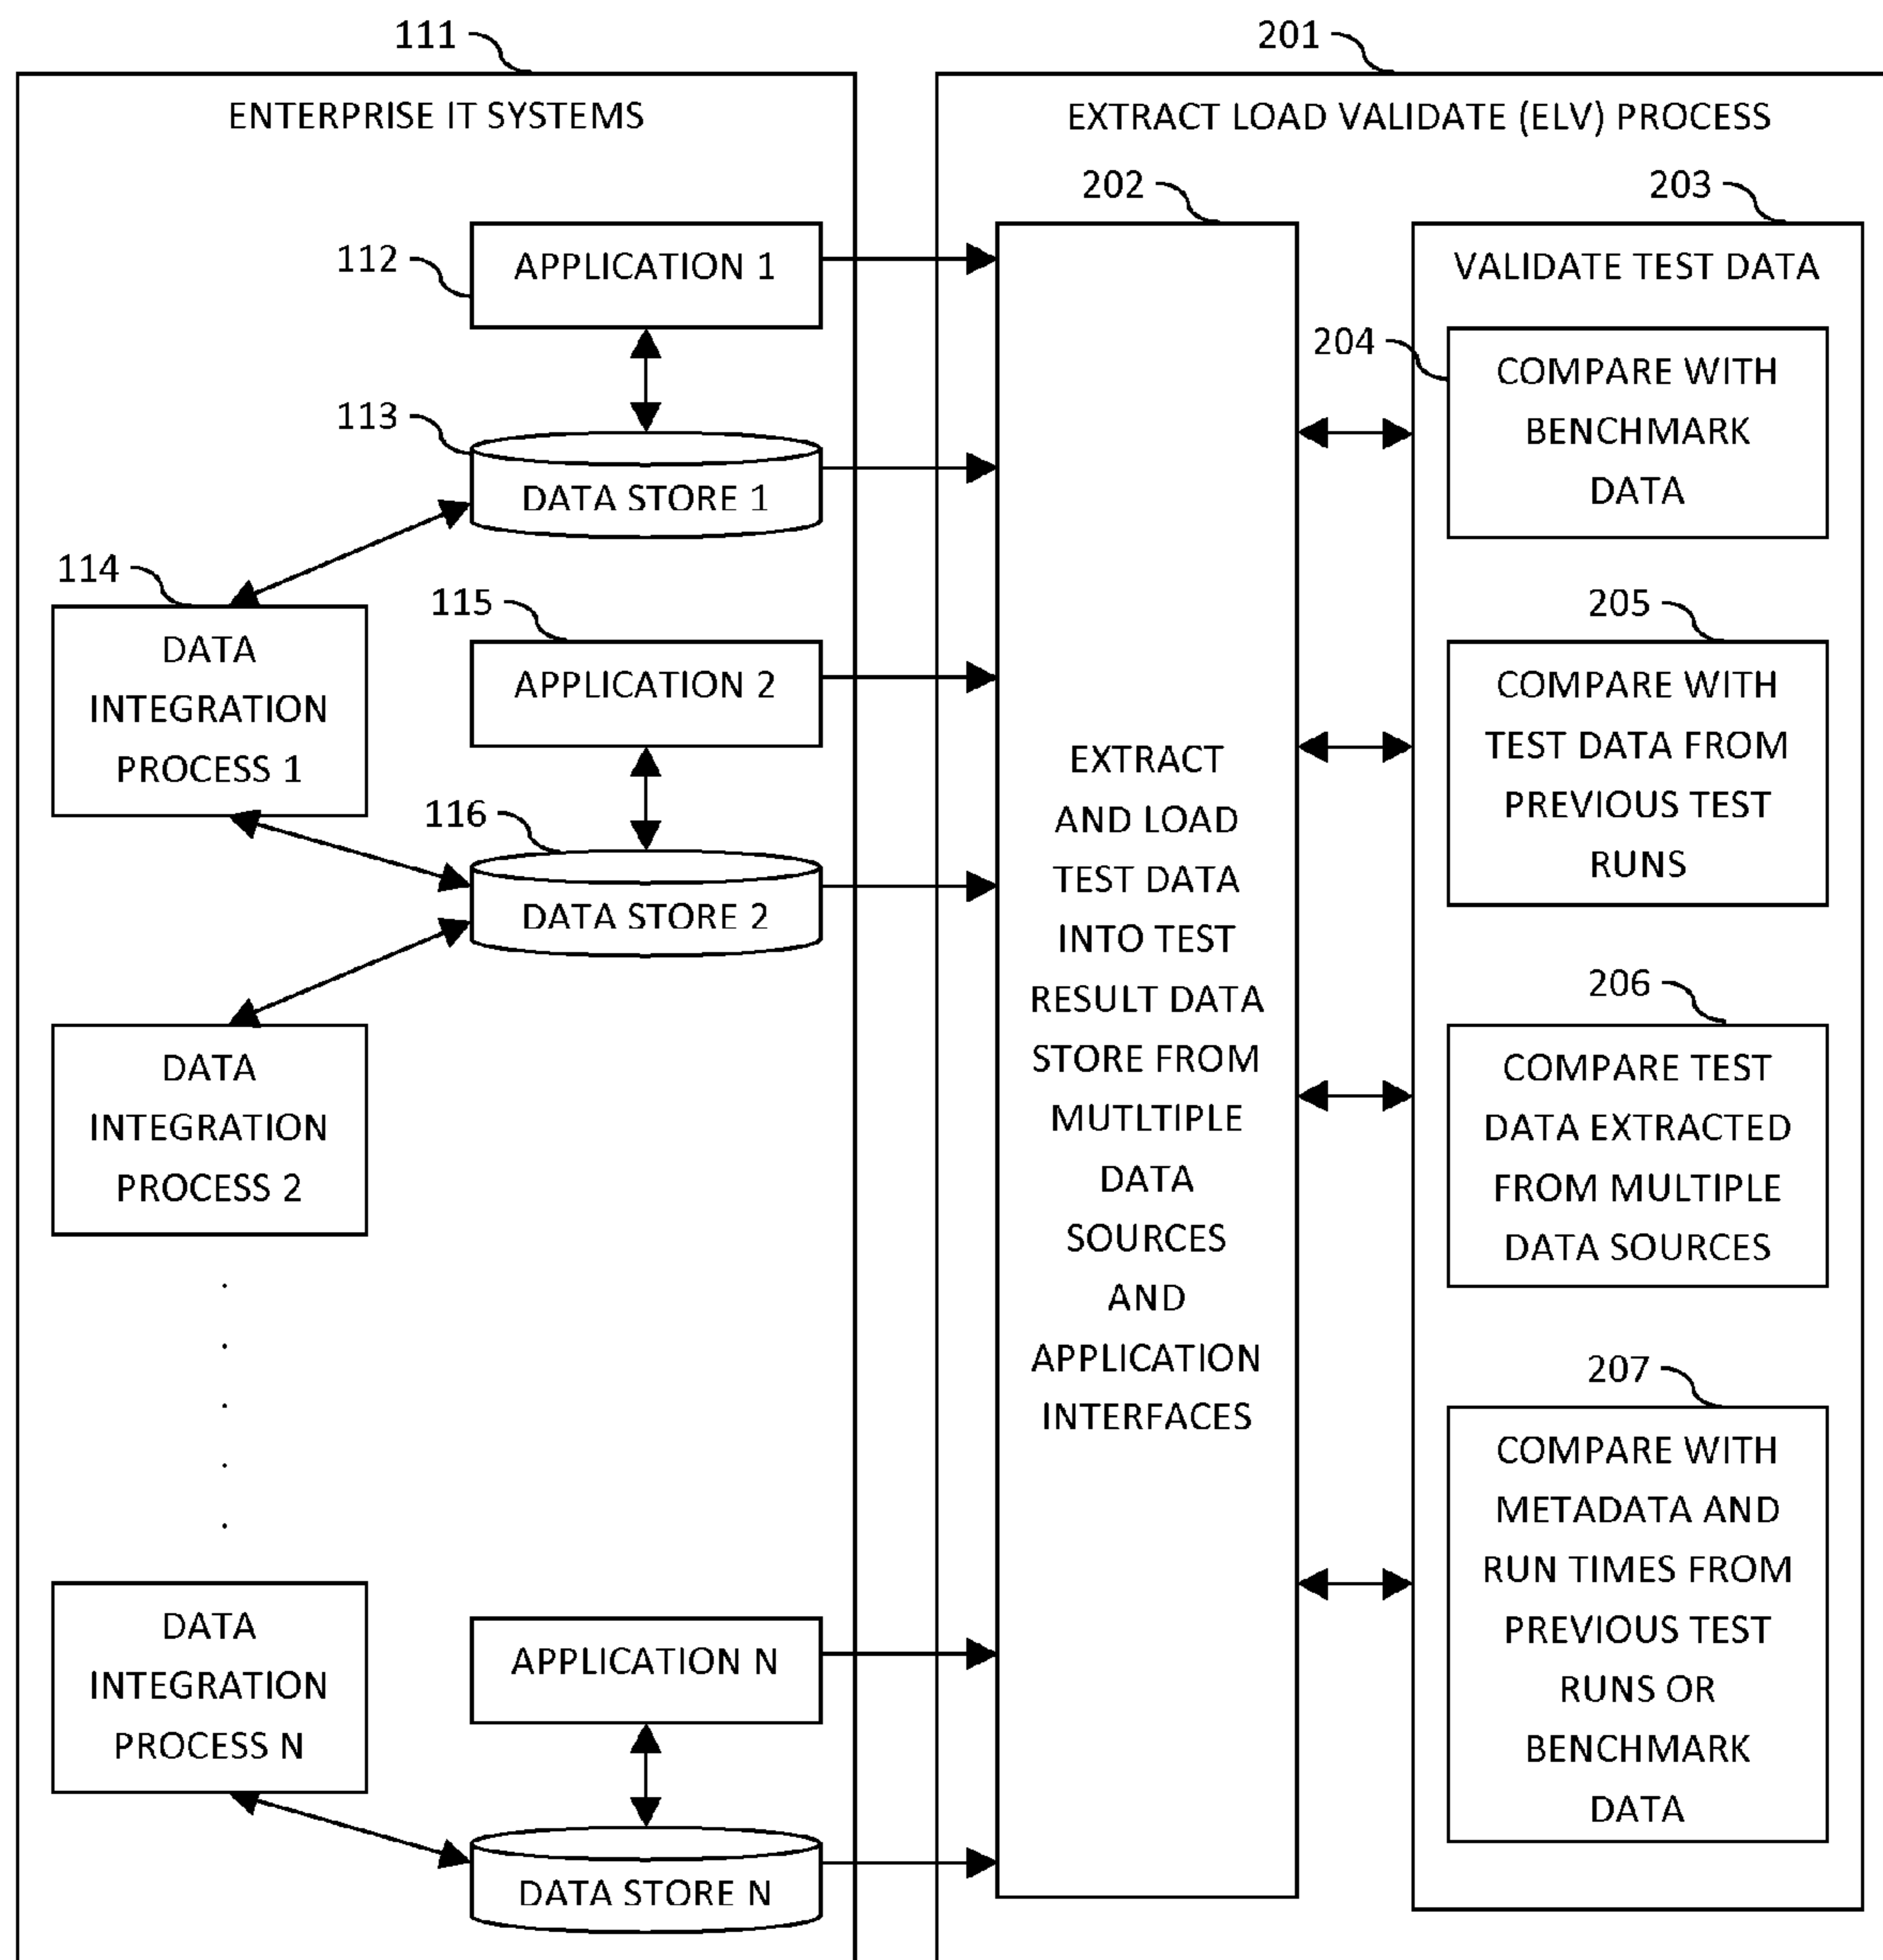 111
ENTERPRISE IT SYSTEMS
112
APPLICATION 1
113
DATA STORE 1
114
DATA
INTEGRATION
PROCESS 1
115
APPLICATION 2
116
DATA STORE 2
DATA
INTEGRATION
PROCESS 2
DATA
INTEGRATION
PROCESS N
APPLICATION N
DATA STORE N
201
EXTRACT LOAD VALIDATE (ELV) PROCESS
202
EXTRACT
AND LOAD
TEST DATA
INTO TEST
RESULT DATA
STORE FROM
MUTLTIPLE
DATA
SOURCES
AND
APPLICATION
INTERFACES
203
VALIDATE TEST DATA
204
COMPARE WITH
BENCHMARK
DATA
205
COMPARE WITH
TEST DATA FROM
PREVIOUS TEST
RUNS
206
COMPARE TEST
DATA EXTRACTED
FROM MULTIPLE
DATA SOURCES
207
COMPARE WITH
METADATA AND
RUN TIMES FROM
PREVIOUS TEST
RUNS OR
BENCHMARK
DATA